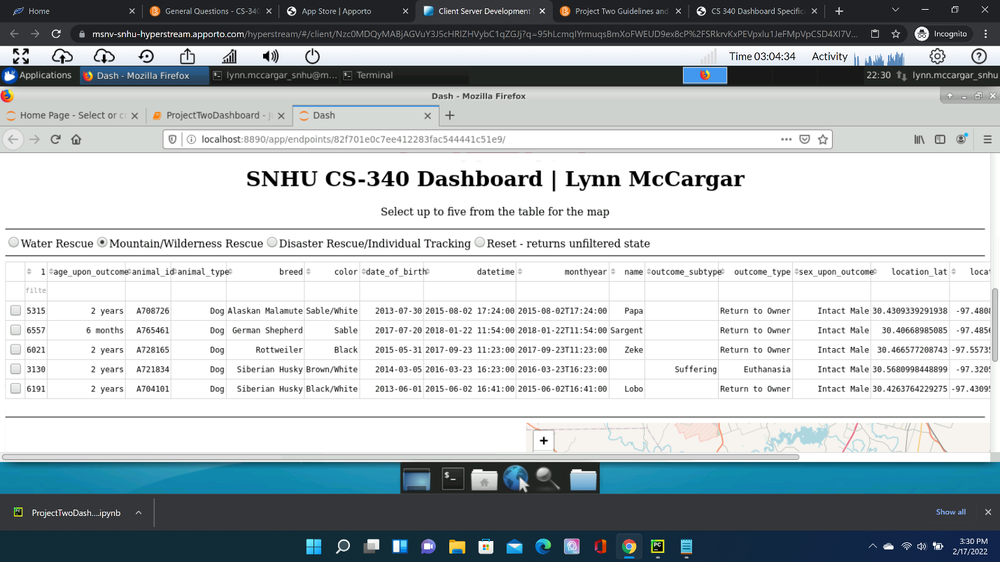 Home
General Questions - CS-340
App Store | Apporto
Client Server Development
Project Two Guidelines and
CS 340 Dashboard Specifica
msnv-snhu-hyperstream.apporto.com/hyperstream/#/client/
Incognito
Time 03:04:34 Activity
Applications Dash - Mozilla Firefox lynn.mccargar_snhu@m... Terminal 22:30 lynn.mccargar_snhu
Dash - Mozilla Firefox
Home Page - Select or cr ProjectTwoDashboard - Ju Dash
localhost:8890/app/endpoints/82f701e0c7ee412283fac544441c51e9/
SNHU CS-340 Dashboard | Lynn McCargar
Select up to five from the table for the map
Water Rescue Mountain/Wilderness Rescue Disaster Rescue/Individual Tracking Reset - returns unfiltered state
1 age_upon_outcome animal_id animal_type breed color date_of_birth datetime monthyear name outcome_subtype outcome_type sex_upon_outcome location_lat locat
filte
5315 2 years A708726 Dog Alaskan Malamute Sable/White 2013-07-30 2015-08-02 17:24:00 2015-08-02T17:24:00 Papa Return to Owner Intact Male 30.4309339291938 -97.4808
6557 6 months A765461 Dog German Shepherd Sable 2017-07-20 2018-01-22 11:54:00 2018-01-22T11:54:00 Sargent Return to Owner Intact Male 30.40668985085 -97.4856
6021 2 years A728165 Dog Rottweiler Black 2015-05-31 2017-09-23 11:23:00 2017-09-23T11:23:00 Zeke Return to Owner Intact Male 30.466577208743 -97.55735
3130 2 years A721834 Dog Siberian Husky Brown/White 2014-03-05 2016-03-23 16:23:00 2016-03-23T16:23:00 Suffering Euthanasia Intact Male 30.5680998448899 -97.3205
6191 2 years A704101 Dog Siberian Husky Black/White 2013-06-01 2015-06-02 16:41:00 2015-06-02T16:41:00 Lobo Return to Owner Intact Male 30.4263764229275 -97.43095
+
$_
ProjectTwoDash....ipynb
Show all
3:30 PM
2/17/2022